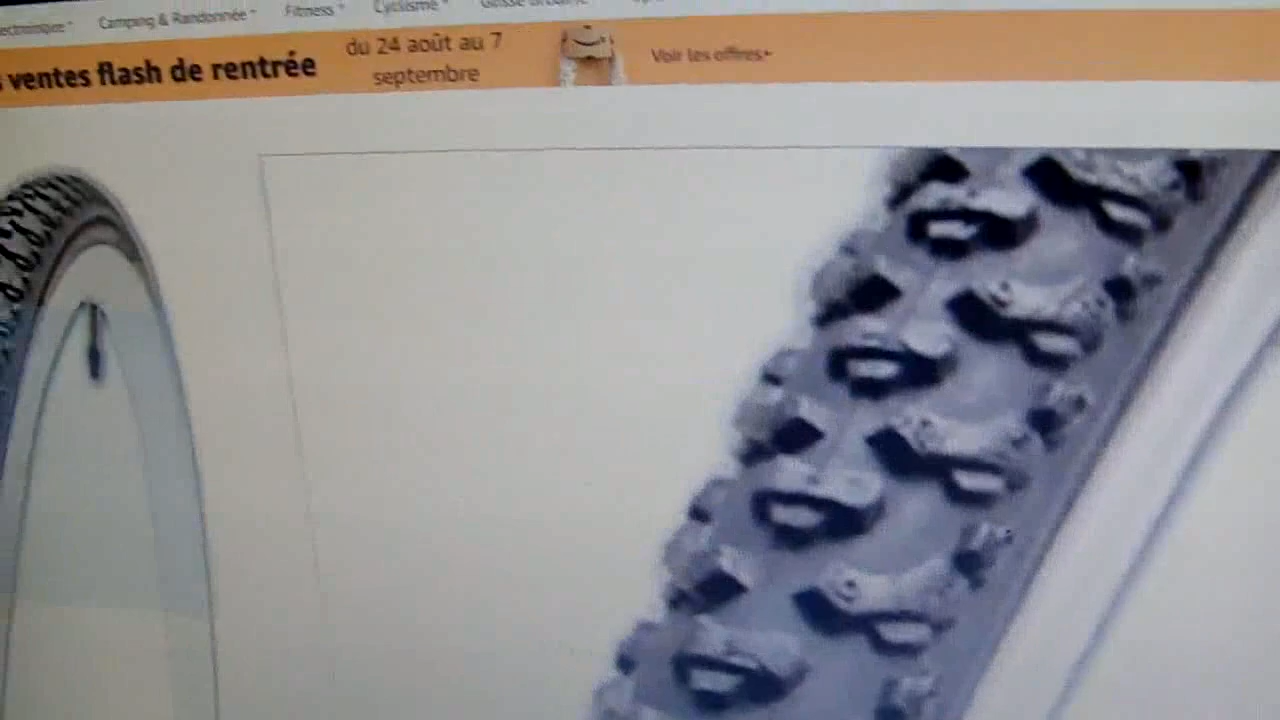 Camping & Randonnée
Fitness
Cyclisme
ventes flash de rentrée
du 24 août au 7
septembre
Voir les offres